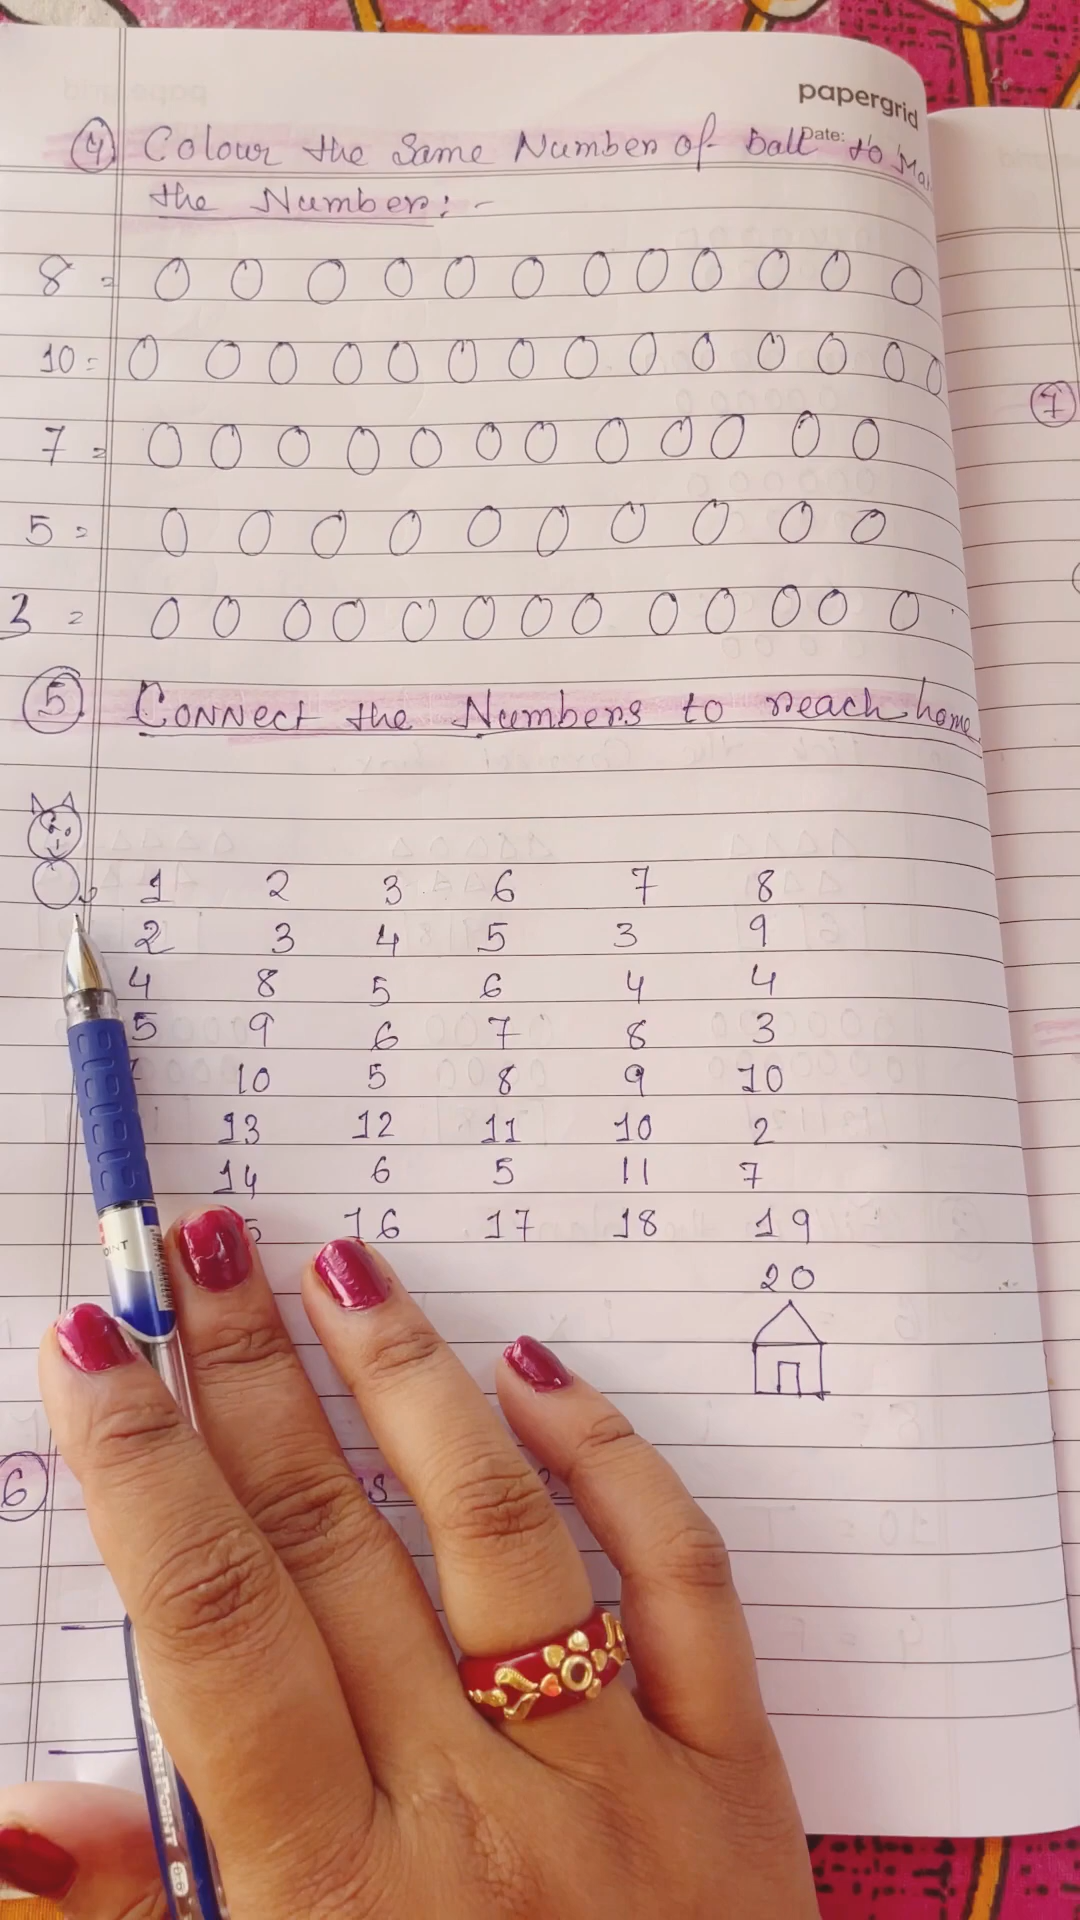 papergrid
Date:
4 Colour the Same Number of ball to
the Number:-
8 = O O O O O O O O O O O O
10 = O O O O O O O O O O O O O O
7 = O O O O O O O O O O O O
5 = O O O O O O O O O O
3 = O O O O O O O O O O O O O
5. Connect the Numbers to reach home
1 2 3 6 7 8
2 3 4 5 3 9
4 8 5 6 4 4
5 9 6 7 8 3
10 5 8 9 10
13 12 11 10 2
14 6 5 11 7
5 16 17 18 19
20
6
7